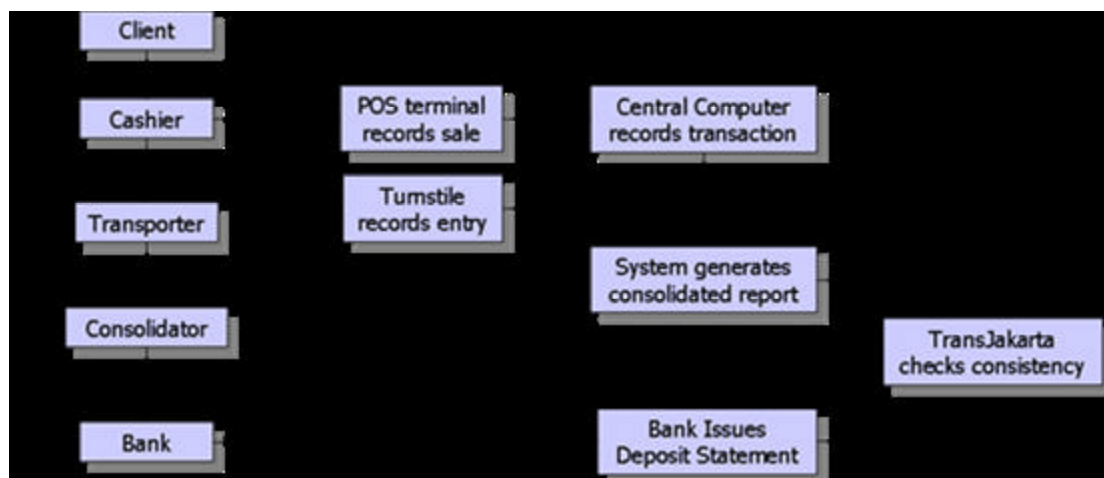 Client
Cashier
POS terminal
records sale
Central Computer
records transaction
Turnstile
records entry
Transporter
System generates
consolidated report
Consolidator
TransJakarta
checks consistency
Bank
Bank Issues
Deposit Statement